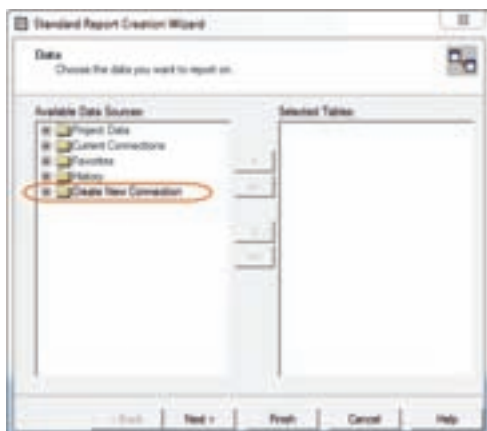 Standard Report Creation Wizard
Data
Choose the data you want to report on
Available Data Sources:
Selected Tables:
Project Data
Current Connections
Favorites
History
Create New Connection
< Back
Next >
Finish
Cancel
Help